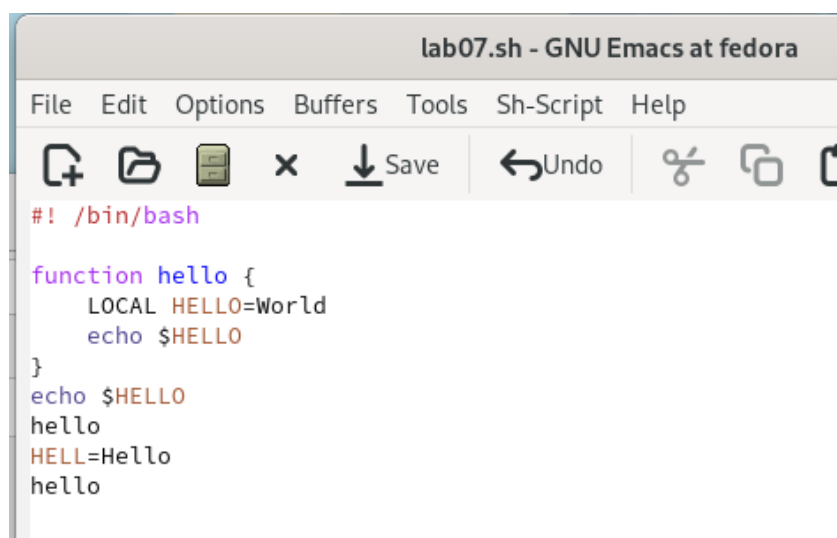 lab07.sh - GNU Emacs at fedora
File Edit Options Buffers Tools Sh-Script Help
Save Undo
#! /bin/bash
function hello {
    LOCAL HELLO=World
    echo $HELLO
}
echo $HELLO
hello
HELL=Hello
hello